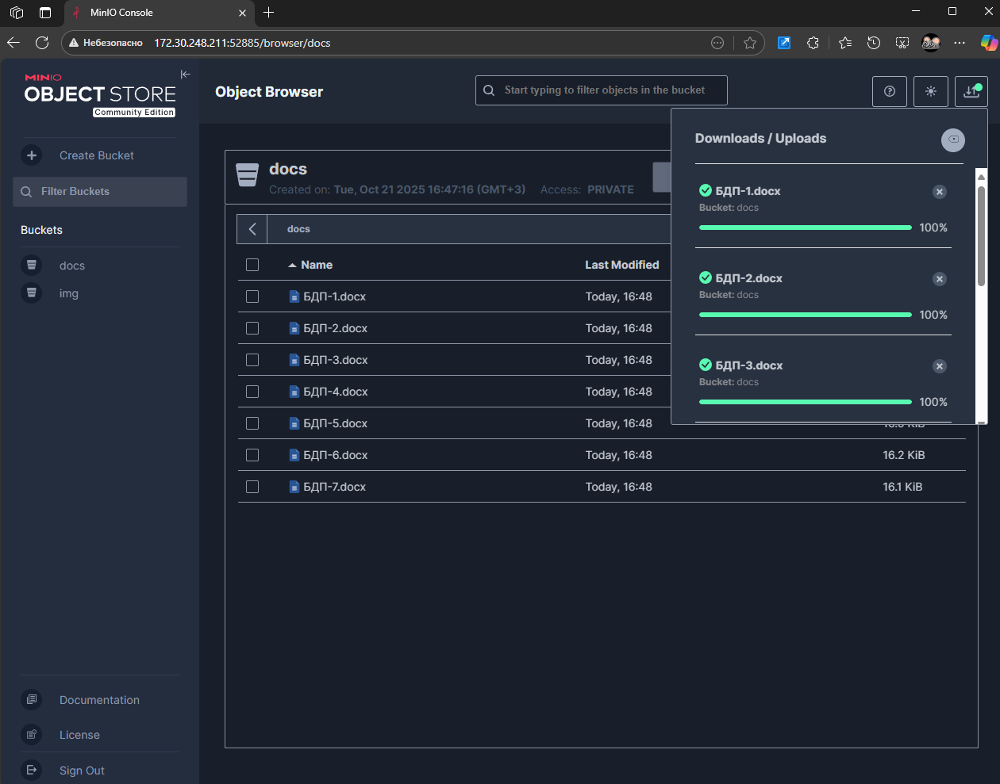 MinIO Console
Небезопасно 172.30.248.211:52885/browser/docs
MINIO
OBJECT STORE
Community Edition
Create Bucket
Filter Buckets
Buckets
docs
img
Documentation
License
Sign Out
Object Browser
Start typing to filter objects in the bucket
docs
Created on: Tue, Oct 21 2025 16:47:16 (GMT+3) Access: PRIVATE
docs
Name Last Modified
БДП-1.docx Today, 16:48
БДП-2.docx Today, 16:48
БДП-3.docx Today, 16:48
БДП-4.docx Today, 16:48
БДП-5.docx Today, 16:48
БДП-6.docx Today, 16:48 16.2 KiB
БДП-7.docx Today, 16:48 16.1 KiB
Downloads / Uploads
БДП-1.docx
Bucket: docs
100%
БДП-2.docx
Bucket: docs
100%
БДП-3.docx
Bucket: docs
100%